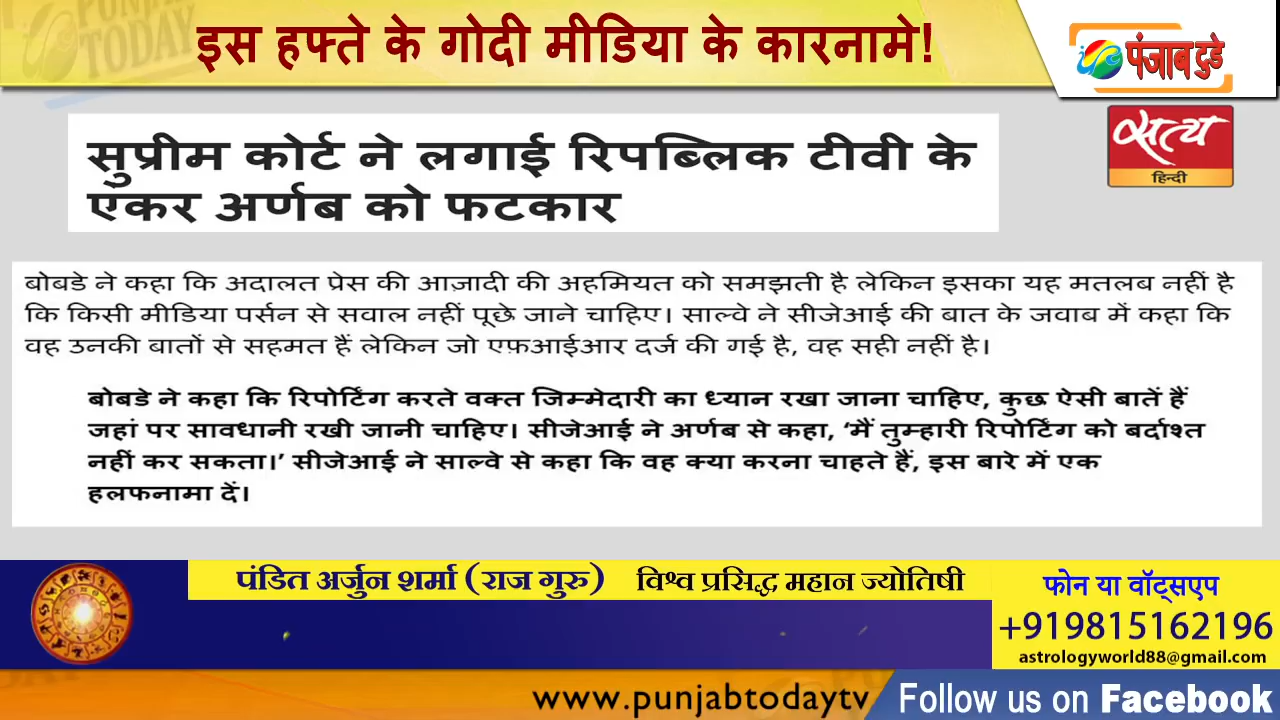 इस हफ्ते के गोदी मीडिया के कारनामे!
पंजाब टुडे
सत्य
हिन्दी
सुप्रीम कोर्ट ने लगाई रिपब्लिक टीवी के
एंकर अर्णब को फटकार
बोबडे ने कहा कि अदालत प्रेस की आज़ादी की अहमियत को समझती है लेकिन इसका यह मतलब नहीं है
कि किसी मीडिया पर्सन से सवाल नहीं पूछे जाने चाहिए। साल्वे ने सीजेआई की बात के जवाब में कहा कि
वह उनकी बातों से सहमत हैं लेकिन जो एफ़आईआर दर्ज की गई है, वह सही नहीं है।
बोबडे ने कहा कि रिपोर्टिंग करते वक्त जिम्मेदारी का ध्यान रखा जाना चाहिए, कुछ ऐसी बातें हैं
जहां पर सावधानी रखी जानी चाहिए। सीजेआई ने अर्णब से कहा, ‘मैं तुम्हारी रिपोर्टिंग को बर्दाश्त
नहीं कर सकता।’ सीजेआई ने साल्वे से कहा कि वह क्या करना चाहते हैं, इस बारे में एक
हलफनामा दें।
पंडित अर्जुन शर्मा (राज गुरु) विश्व प्रसिद्ध महान ज्योतिषी
फोन या वॉट्सएप
+919815162196
astrologyworld88@gmail.com
www.punjabtodaytv
Follow us on Facebook